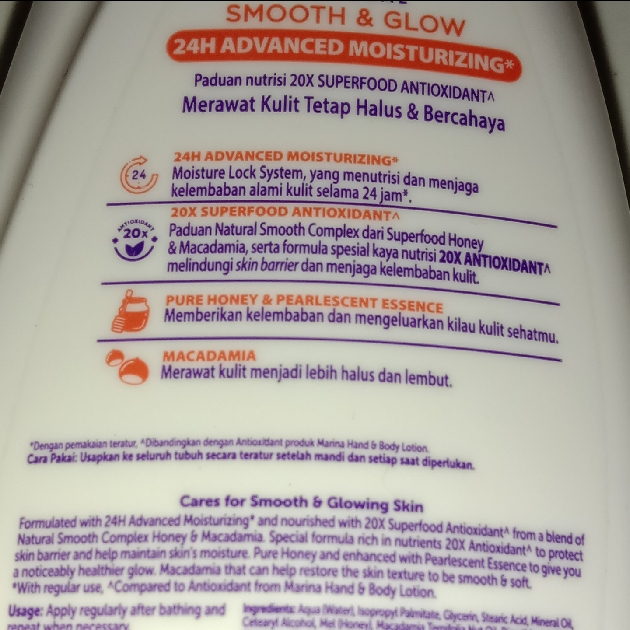 SMOOTH & GLOW
24H ADVANCED MOISTURIZING*
Paduan nutrisi 20X SUPERFOOD ANTIOXIDANT^
Merawat Kulit Tetap Halus & Bercahaya
24H ADVANCED MOISTURIZING*
24
Moisture Lock System, yang menutrisi dan menjaga
kelembaban alami kulit selama 24 jam*.
20X SUPERFOOD ANTIOXIDANT^
ANTIOXIDANT
20x
Paduan Natural Smooth Complex dari Superfood Honey
& Macadamia, serta formula spesial kaya nutrisi 20X ANTIOXIDANT^
melindungi skin barrier dan menjaga kelembaban kulit.
PURE HONEY & PEARLESCENT ESSENCE
Memberikan kelembaban dan mengeluarkan kilau kulit sehatmu.
MACADAMIA
Merawat kulit menjadi lebih halus dan lembut.
*Dengan pemakaian teratur, ^Dibandingkan dengan Antioxidant produk Marina Hand & Body Lotion.
Cara Pakai: Usapkan ke seluruh tubuh secara teratur setelah mandi dan setiap saat diperlukan.
Cares for Smooth & Glowing Skin
Formulated with 24H Advanced Moisturizing* and nourished with 20X Superfood Antioxidant^ from a blend of
Natural Smooth Complex Honey & Macadamia. Special formula rich in nutrients 20X Antioxidant^ to protect
skin barrier and help maintain skin's moisture. Pure Honey and enhanced with Pearlescent Essence to give you
a noticeably healthier glow. Macadamia that can help restore the skin texture to be smooth & soft.
*With regular use, ^Compared to Antioxidant from Marina Hand & Body Lotion.
Usage: Apply regularly after bathing and
repeat when necessary.
Ingredients: Aqua (Water), Isopropyl Palmitate, Glycerin, Stearic Acid, Mineral Oil,
Cetearyl Alcohol, Mel (Honey), Macadamia